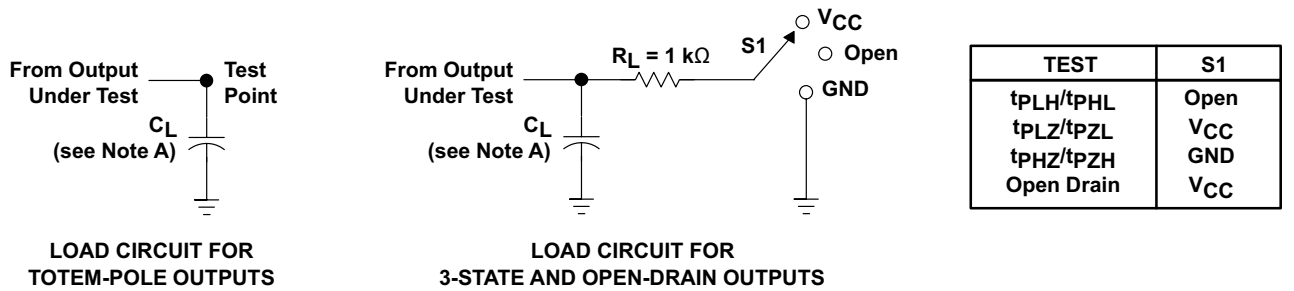 From Output
Under Test
Test
Point
CL
(see Note A)
LOAD CIRCUIT FOR
TOTEM-POLE OUTPUTS
From Output
Under Test
RL = 1 kΩ
S1
VCC
Open
GND
CL
(see Note A)
LOAD CIRCUIT FOR
3-STATE AND OPEN-DRAIN OUTPUTS
TEST S1
tPLH/tPHL Open
tPLZ/tPZL VCC
tPHZ/tPZH GND
Open Drain VCC